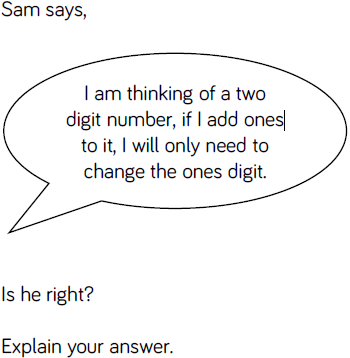 Sam says,
I am thinking of a two
digit number, if I add ones
to it, I will only need to
change the ones digit.
Is he right?
Explain your answer.